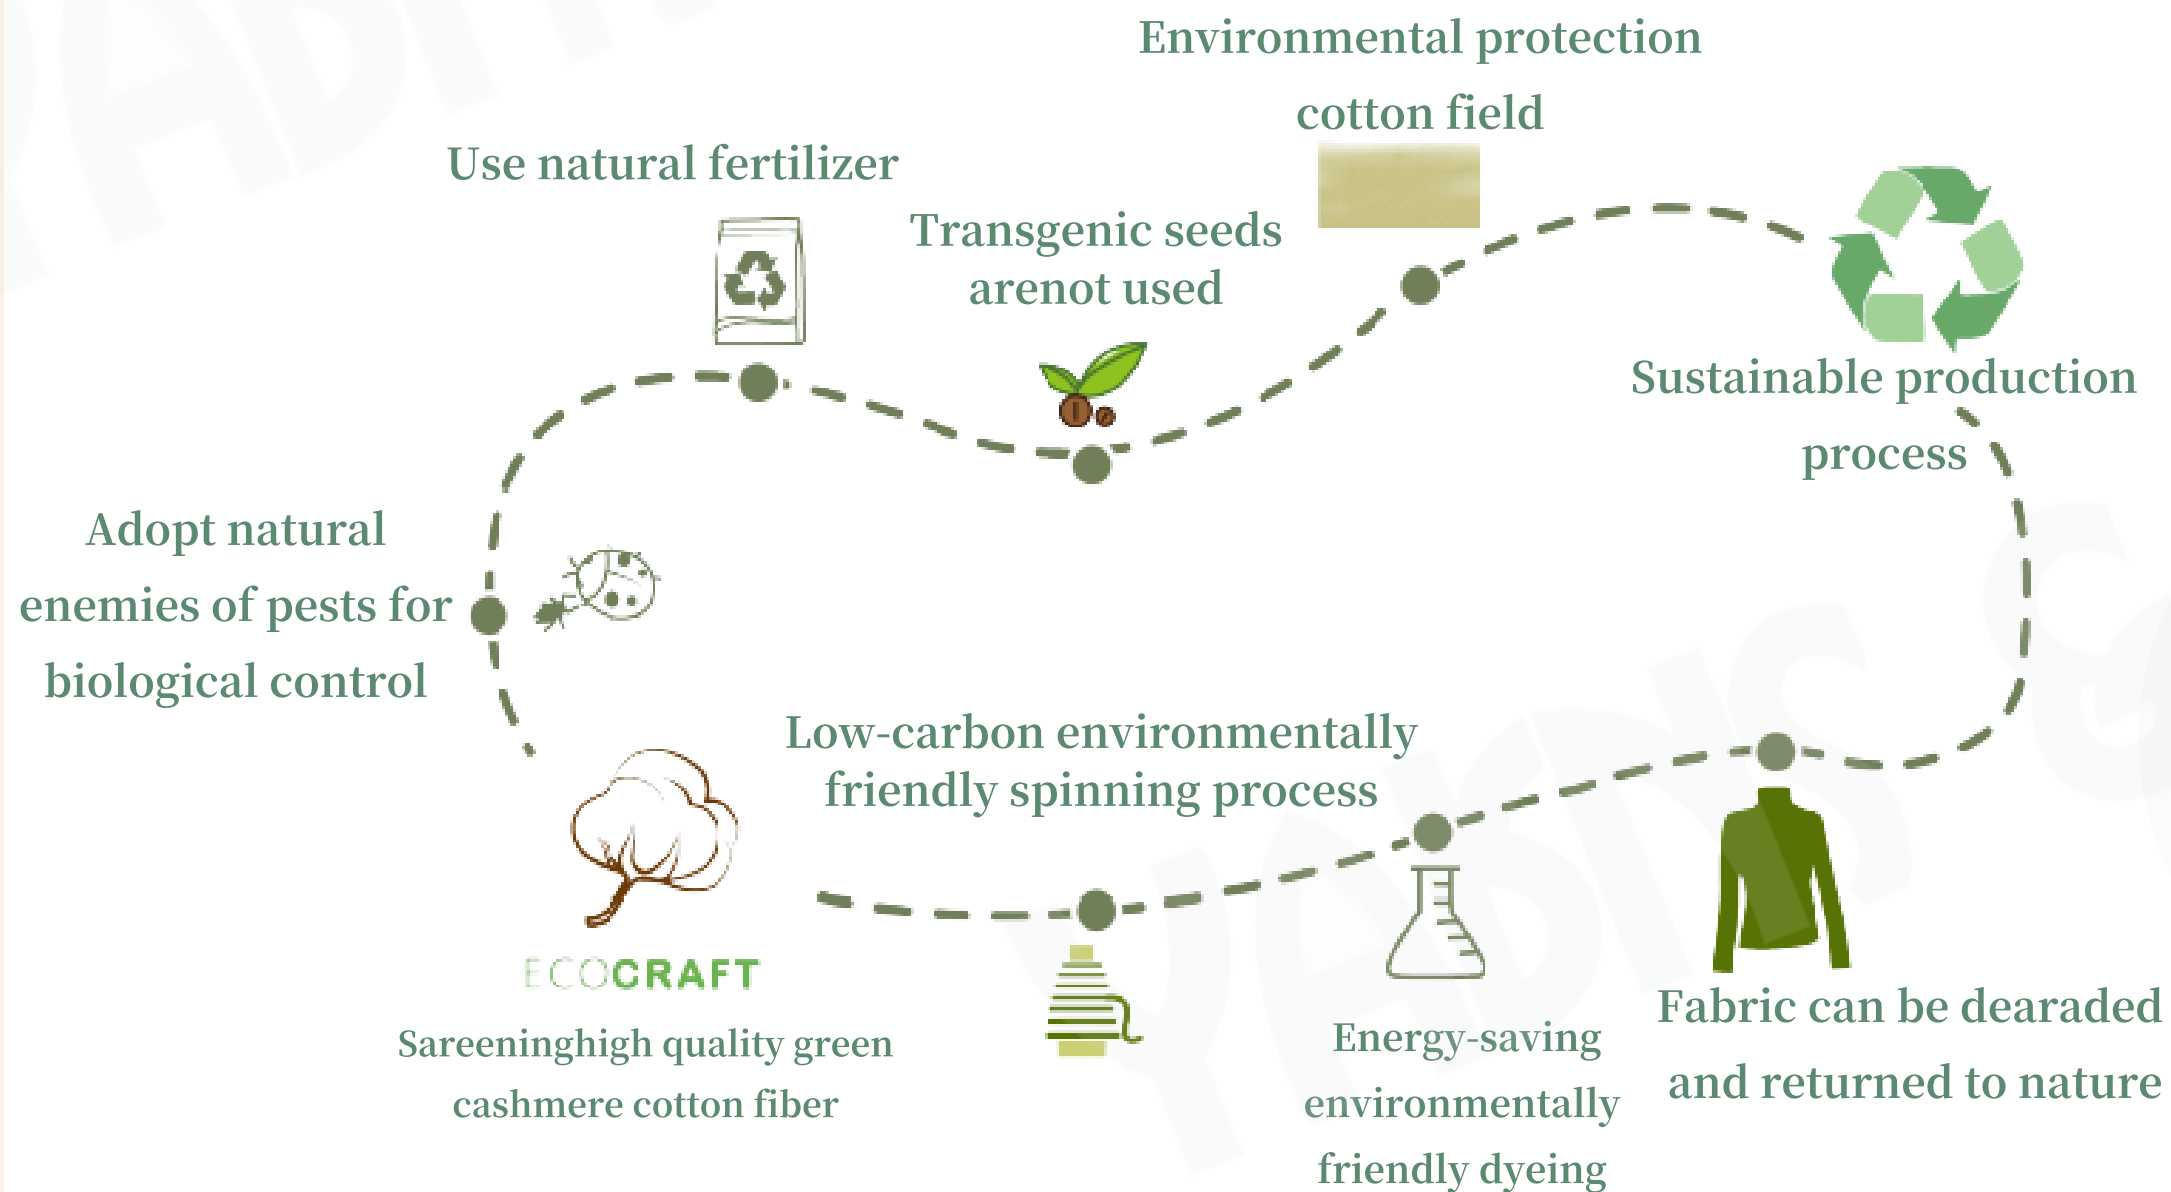 Environmental protection
cotton field
Use natural fertilizer
Transgenic seeds
arenot used
Sustainable production
process
Adopt natural
enemies of pests for
biological control
Low-carbon environmentally
friendly spinning process
ECOCRAFT
Sareeninghigh quality green
cashmere cotton fiber
Energy-saving
environmentally
friendly dyeing
Fabric can be dearaded
and returned to nature
YADINS